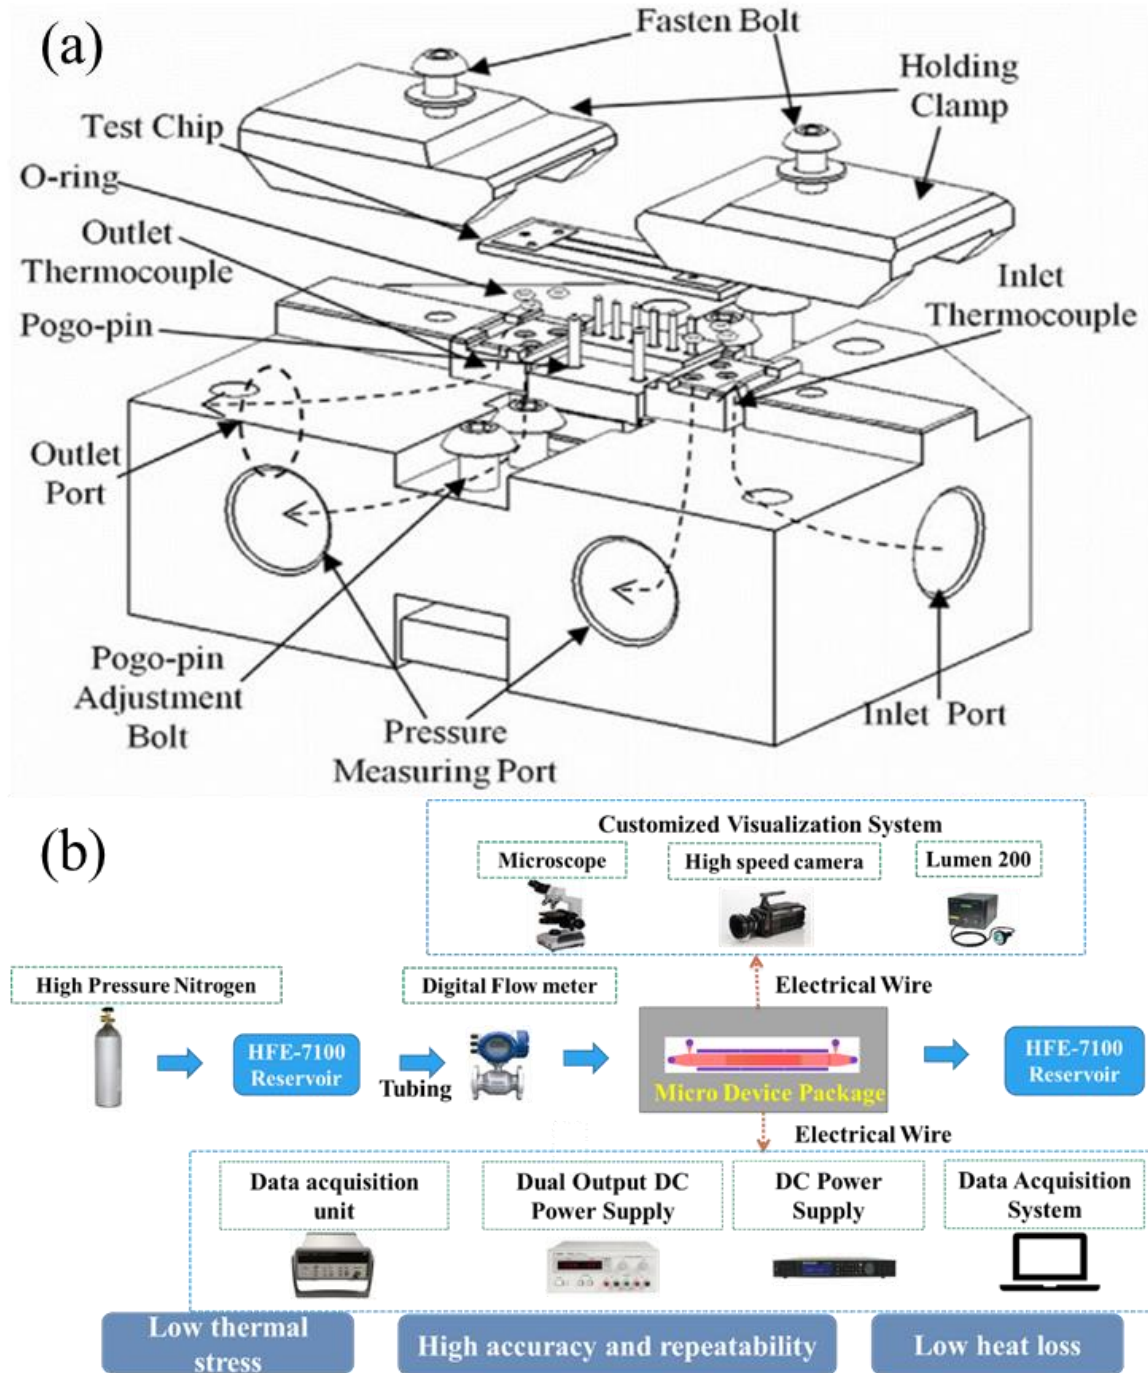 (a)
Fasten Bolt
Holding
Clamp
Test Chip
O-ring
Outlet
Thermocouple
Inlet
Thermocouple
Pogo-pin
Outlet
Port
Pogo-pin
Adjustment
Bolt
Pressure
Measuring Port
Inlet Port
(b)
Customized Visualization System
Microscope
High speed camera
Lumen 200
High Pressure Nitrogen
Digital Flow meter
Electrical Wire
HFE-7100
Reservoir
Tubing
Micro Device Package
HFE-7100
Reservoir
Electrical Wire
Data acquisition
unit
Dual Output DC
Power Supply
DC Power
Supply
Data Acquisition
System
Low thermal
stress
High accuracy and repeatability
Low heat loss